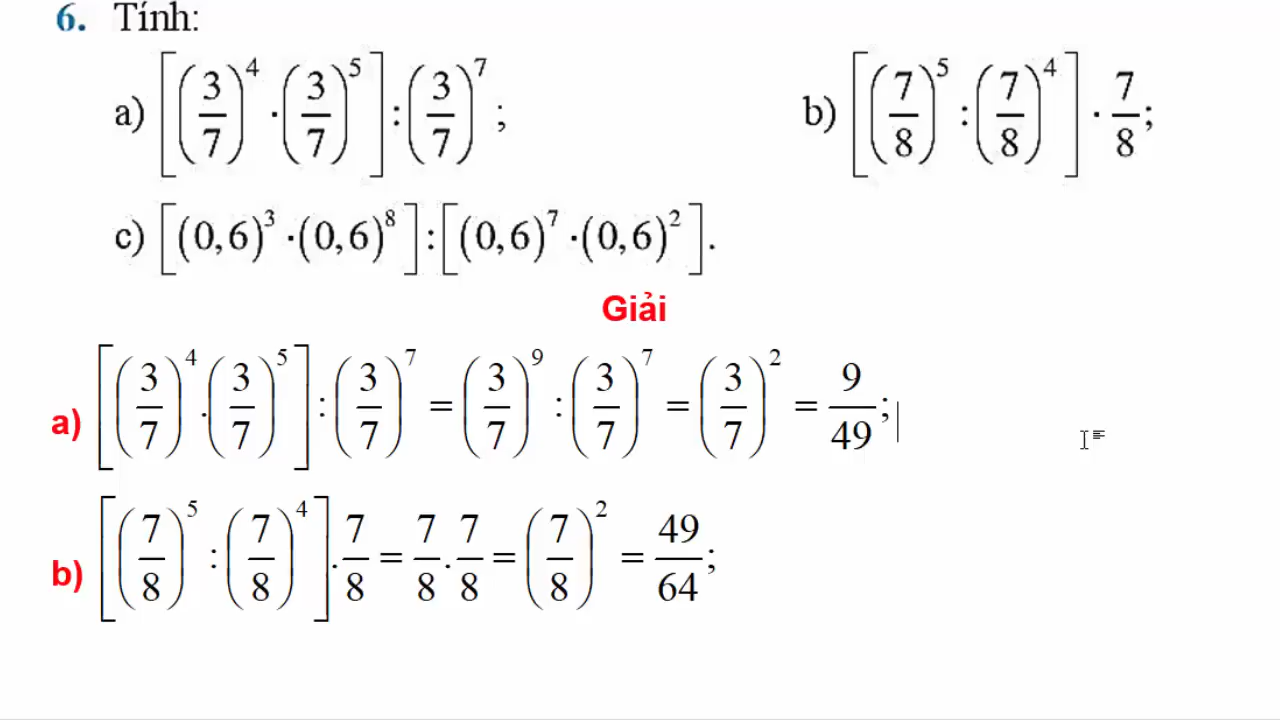 6. Tính:
a) [(3/7)^4 · (3/7)^5] : (3/7)^7 ; b) [(7/8)^5 : (7/8)^4] · 7/8;
c) [(0,6)^3 · (0,6)^8] : [(0,6)^7 · (0,6)^2].
Giải
a) [(3/7)^4 . (3/7)^5] : (3/7)^7 = (3/7)^9 : (3/7)^7 = (3/7)^2 = 9/49;
b) [(7/8)^5 : (7/8)^4] . 7/8 = 7/8 . 7/8 = (7/8)^2 = 49/64;